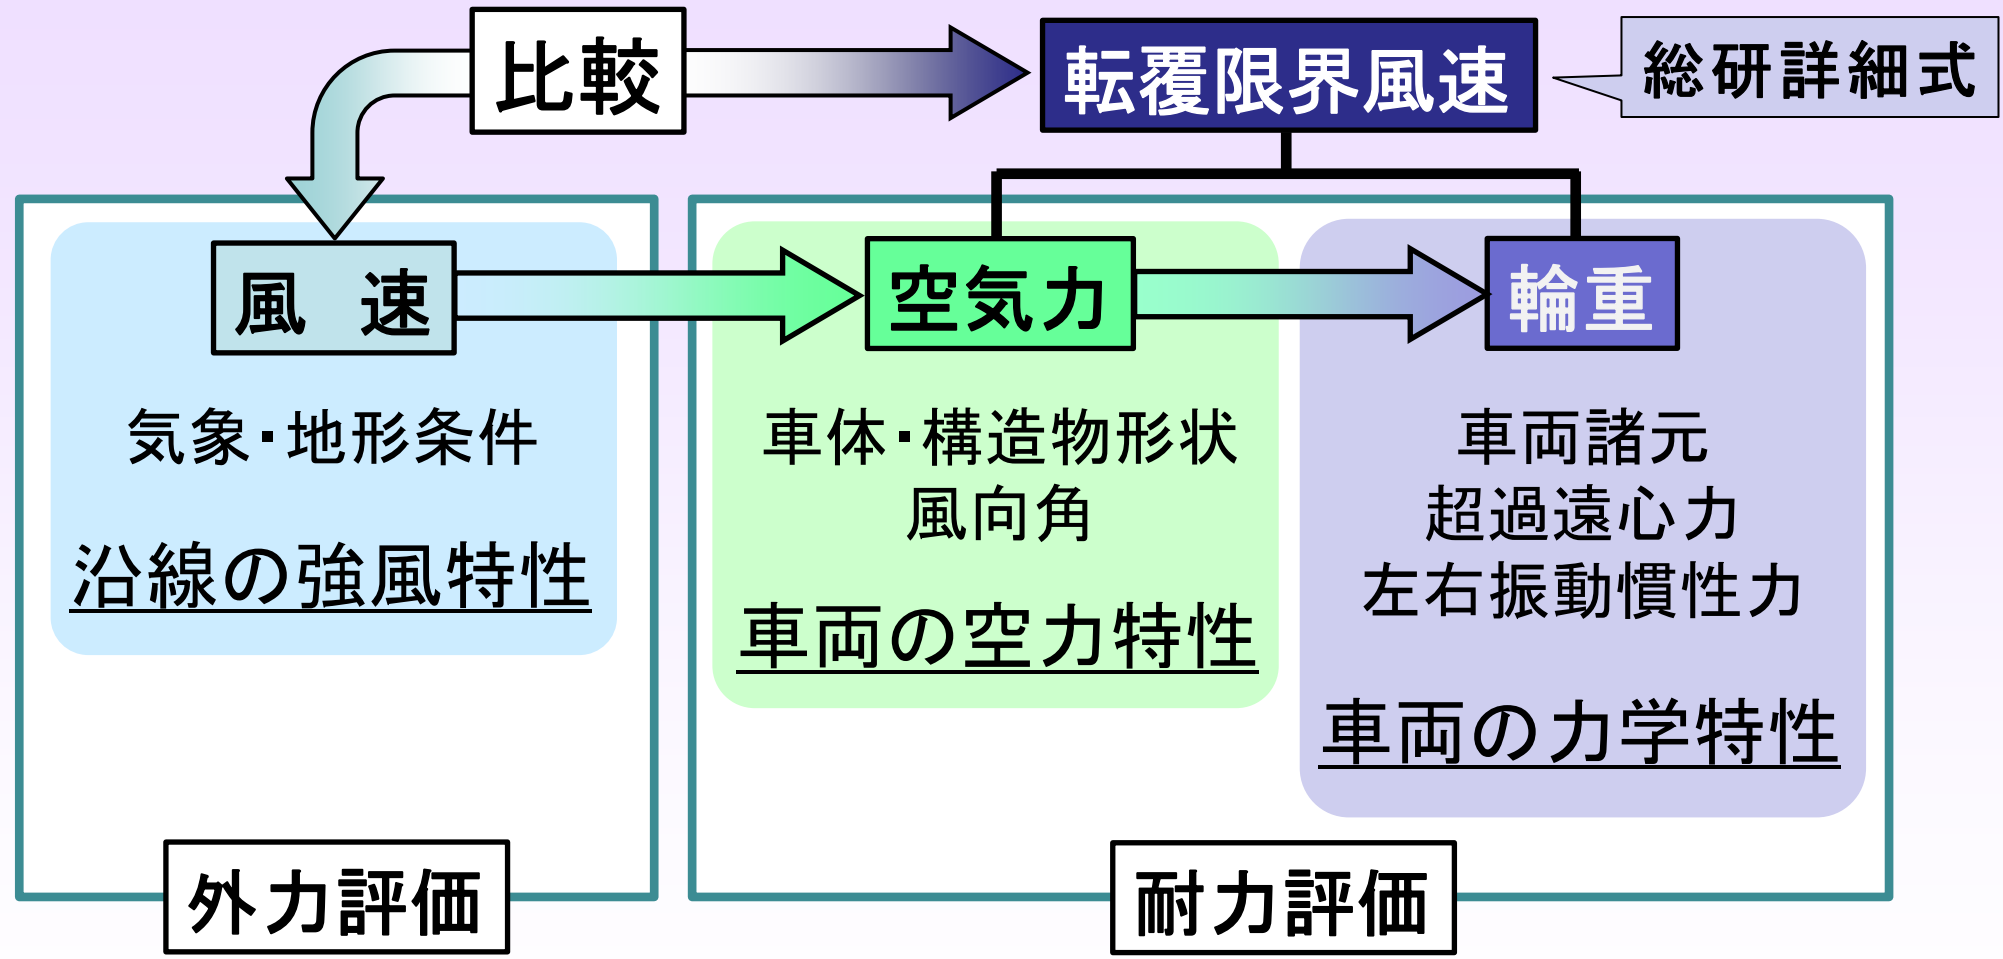 比較
転覆限界風速
総研詳細式
風　速
気象・地形条件
沿線の強風特性
空気力
車体・構造物形状
風向角
車両の空力特性
輪重
車両諸元
超過遠心力
左右振動慣性力
車両の力学特性
外力評価
耐力評価